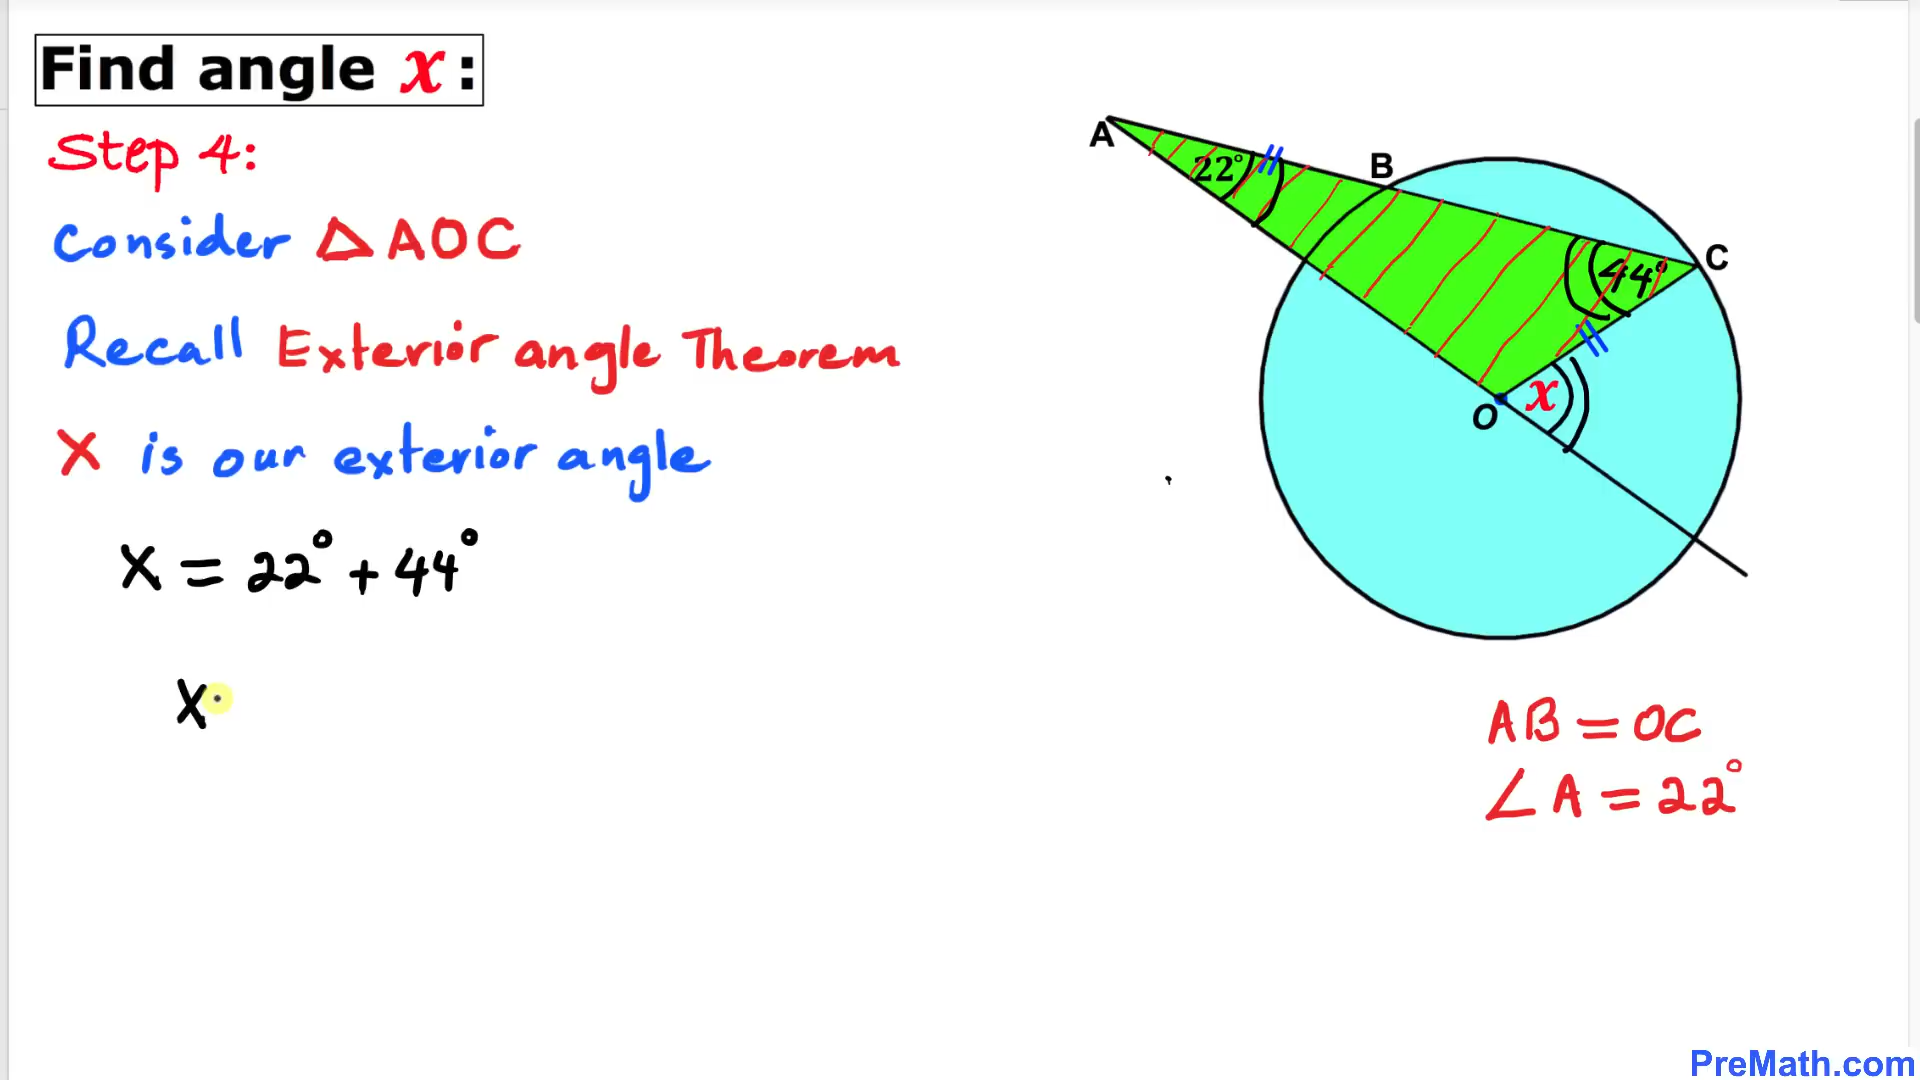 Find angle x:
Step 4:
Consider △AOC
Recall Exterior angle Theorem
X is our exterior angle
X = 22° + 44°
X
A
22°
B
44°
C
O
x
AB = OC
∠A = 22°
PreMath.com